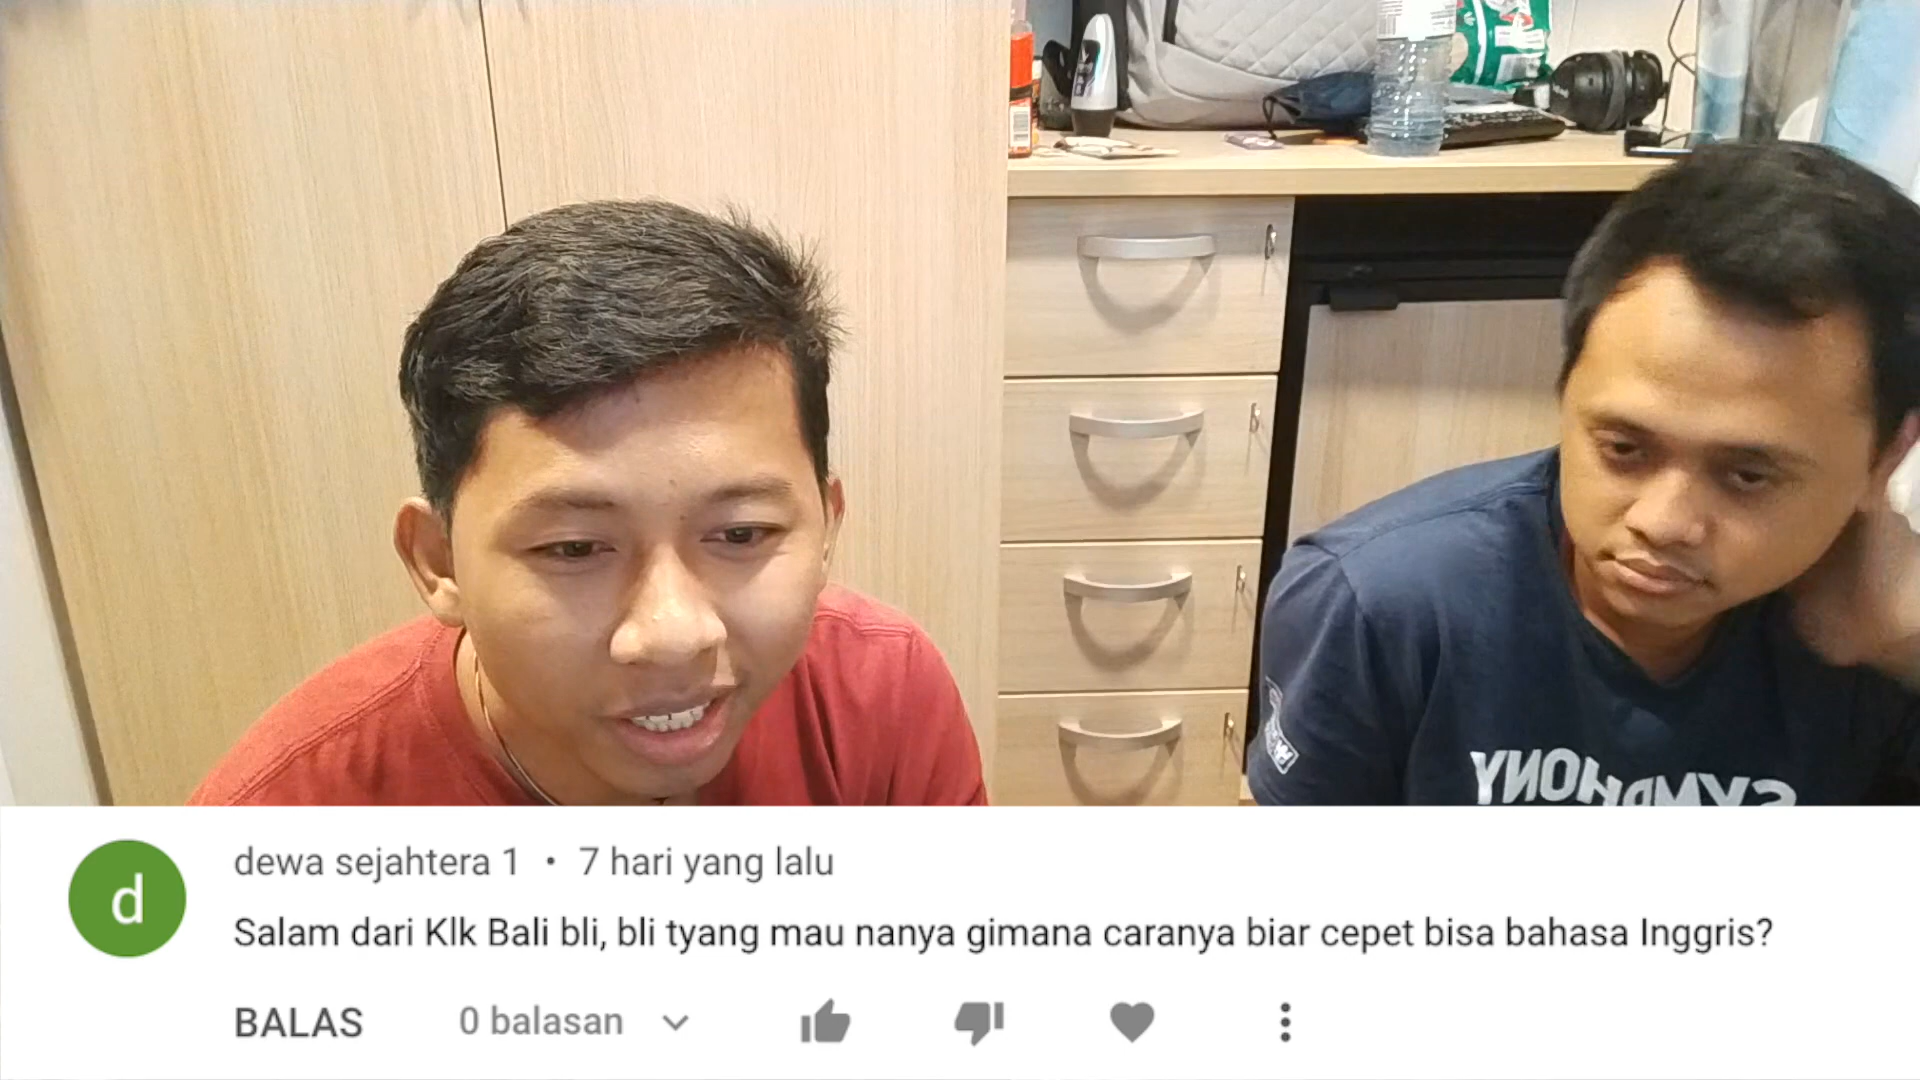 SYMPHONY
d
dewa sejahtera 1 • 7 hari yang lalu
Salam dari Klk Bali bli, bli tyang mau nanya gimana caranya biar cepet bisa bahasa Inggris?
BALAS 0 balasan